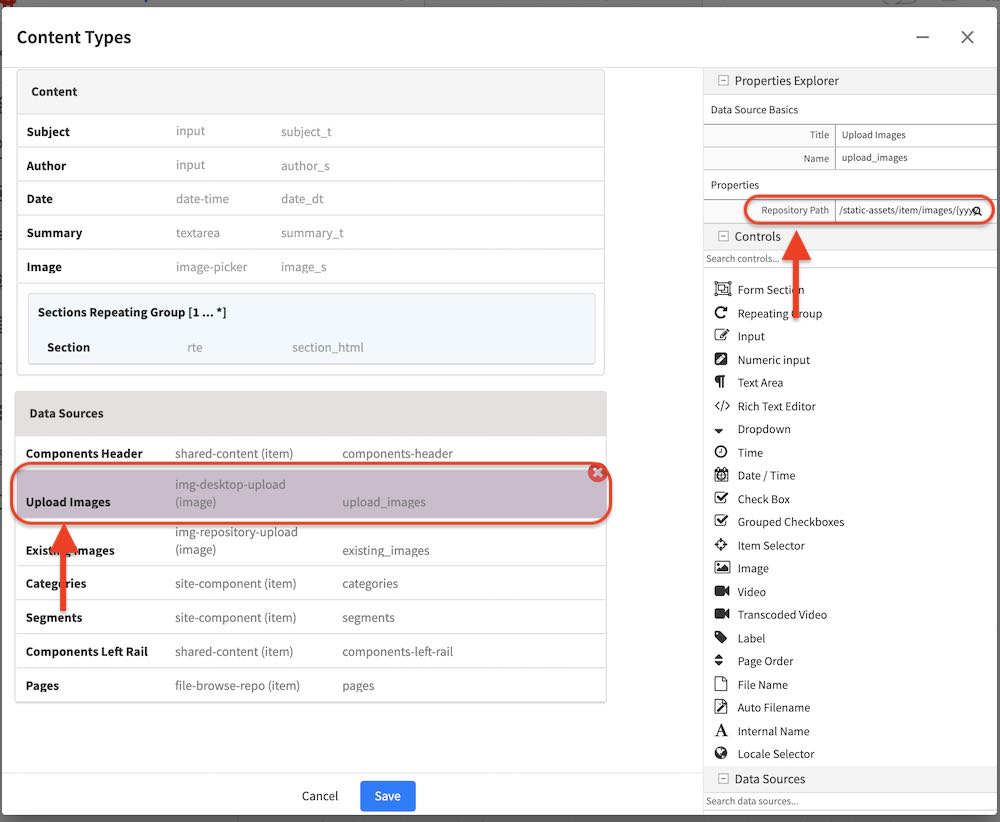 Content Types
Content
Subject input subject_t
Author input author_s
Date date-time date_dt
Summary textarea summary_t
Image image-picker image_s
Sections Repeating Group [1 ... *]
Section rte section_html
Data Sources
Components Header shared-content (item) components-header
Upload Images img-desktop-upload (image) upload_images
Existing Images img-repository-upload (image) existing_images
Categories site-component (item) categories
Segments site-component (item) segments
Components Left Rail shared-content (item) components-left-rail
Pages file-browse-repo (item) pages
Cancel
Save
Properties Explorer
Data Source Basics
Title Upload Images
Name upload_images
Properties
Repository Path /static-assets/item/images/{yyyy
Controls
Search controls...
Form Section
Repeating Group
Input
Numeric input
Text Area
Rich Text Editor
Dropdown
Time
Date / Time
Check Box
Grouped Checkboxes
Item Selector
Image
Video
Transcoded Video
Label
Page Order
File Name
Auto Filename
Internal Name
Locale Selector
Data Sources
Search data sources...